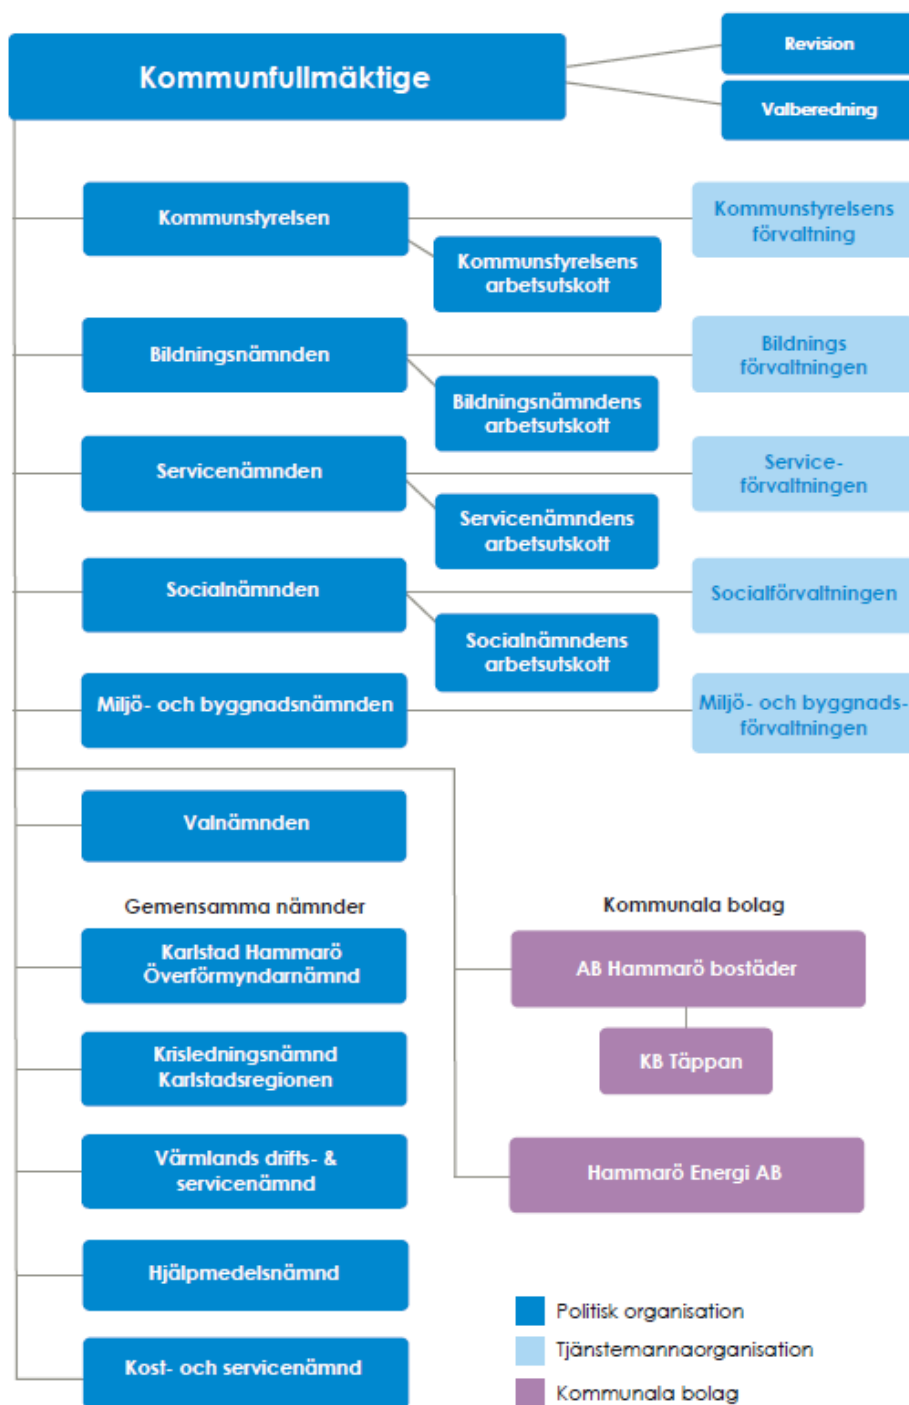 Kommunfullmäktige
Revision
Valberedning
Kommunstyrelsen
Kommunstyrelsens
arbetsutskott
Kommunstyrelsens
förvaltning
Bildningsnämnden
Bildningsnämndens
arbetsutskott
Bildnings
förvaltningen
Servicenämnden
Servicenämndens
arbetsutskott
Service-
förvaltningen
Socialnämnden
Socialnämndens
arbetsutskott
Socialförvaltningen
Miljö- och byggnadsnämnden
Miljö- och byggnads-
förvaltningen
Valnämnden
Gemensamma nämnder
Karlstad Hammarö
Överförmyndarnämnd
Krisledningsnämnd
Karlstadsregionen
Värmlands drifts- &
servicenämnd
Hjälpmedelsnämnd
Kost- och servicenämnd
Kommunala bolag
AB Hammarö bostäder
KB Täppan
Hammarö Energi AB
Politisk organisation
Tjänstemannaorganisation
Kommunala bolag